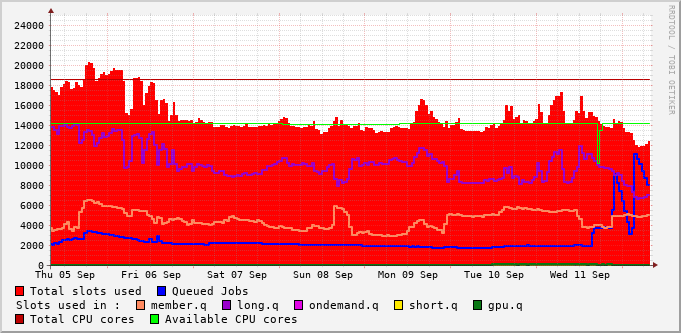 24000
22000
20000
18000
16000
14000
12000
10000
8000
6000
4000
2000
0
Thu 05 Sep Fri 06 Sep Sat 07 Sep Sun 08 Sep Mon 09 Sep Tue 10 Sep Wed 11 Sep
Total slots used Queued Jobs
Slots used in : member.q long.q ondemand.q short.q gpu.q
Total CPU cores Available CPU cores
RRDTOOL / TOBI OETIKER